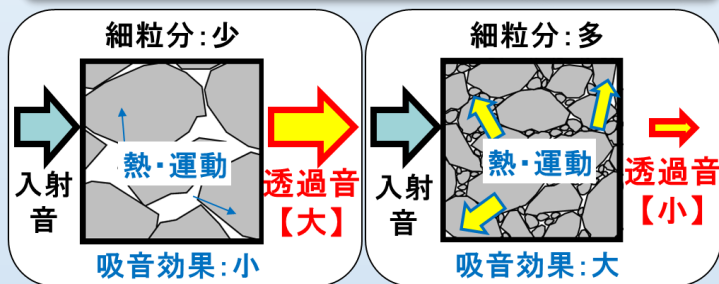 細粒分:少
熱・運動
入射
音
透過音
【大】
吸音効果:小
細粒分:多
熱・運動
入射
音
透過音
【小】
吸音効果:大